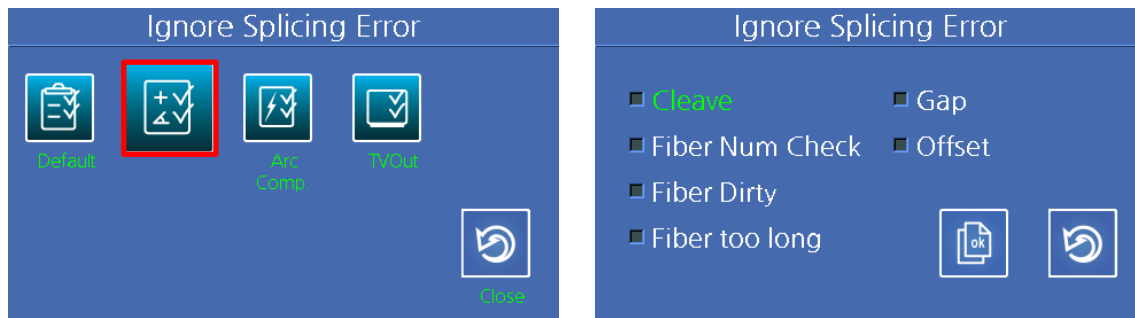 Ignore Splicing Error
Default
Arc
Comp.
TVOut
Close
Ignore Splicing Error
Cleave
Gap
Fiber Num Check
Offset
Fiber Dirty
Fiber too long
ok